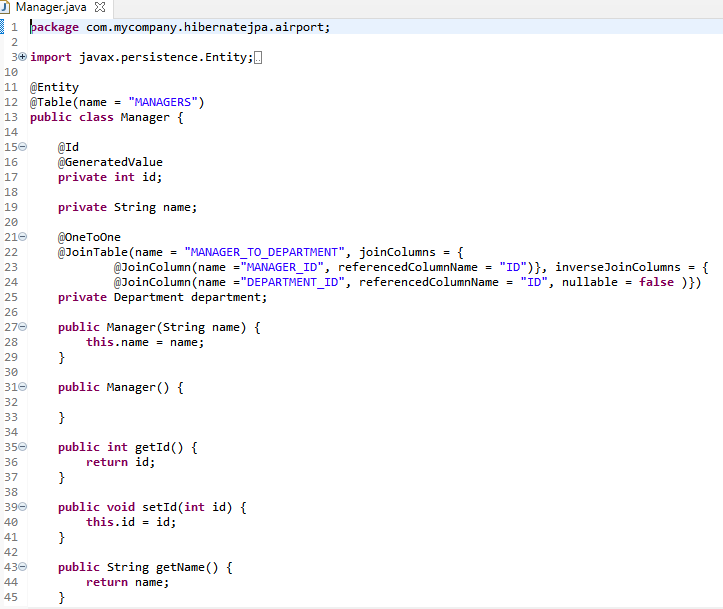 Manager.java
1 package com.mycompany.hibernatejpa.airport;
2
3 import javax.persistence.Entity;
10
11 @Entity
12 @Table(name = "MANAGERS")
13 public class Manager {
14
15 @Id
16 @GeneratedValue
17 private int id;
18
19 private String name;
20
21 @OneToOne
22 @JoinTable(name = "MANAGER_TO_DEPARTMENT", joinColumns = {
23 @JoinColumn(name ="MANAGER_ID", referencedColumnName = "ID")}, inverseJoinColumns = {
24 @JoinColumn(name ="DEPARTMENT_ID", referencedColumnName = "ID", nullable = false )})
25 private Department department;
26
27 public Manager(String name) {
28 this.name = name;
29 }
30
31 public Manager() {
32
33 }
34
35 public int getId() {
36 return id;
37 }
38
39 public void setId(int id) {
40 this.id = id;
41 }
42
43 public String getName() {
44 return name;
45 }